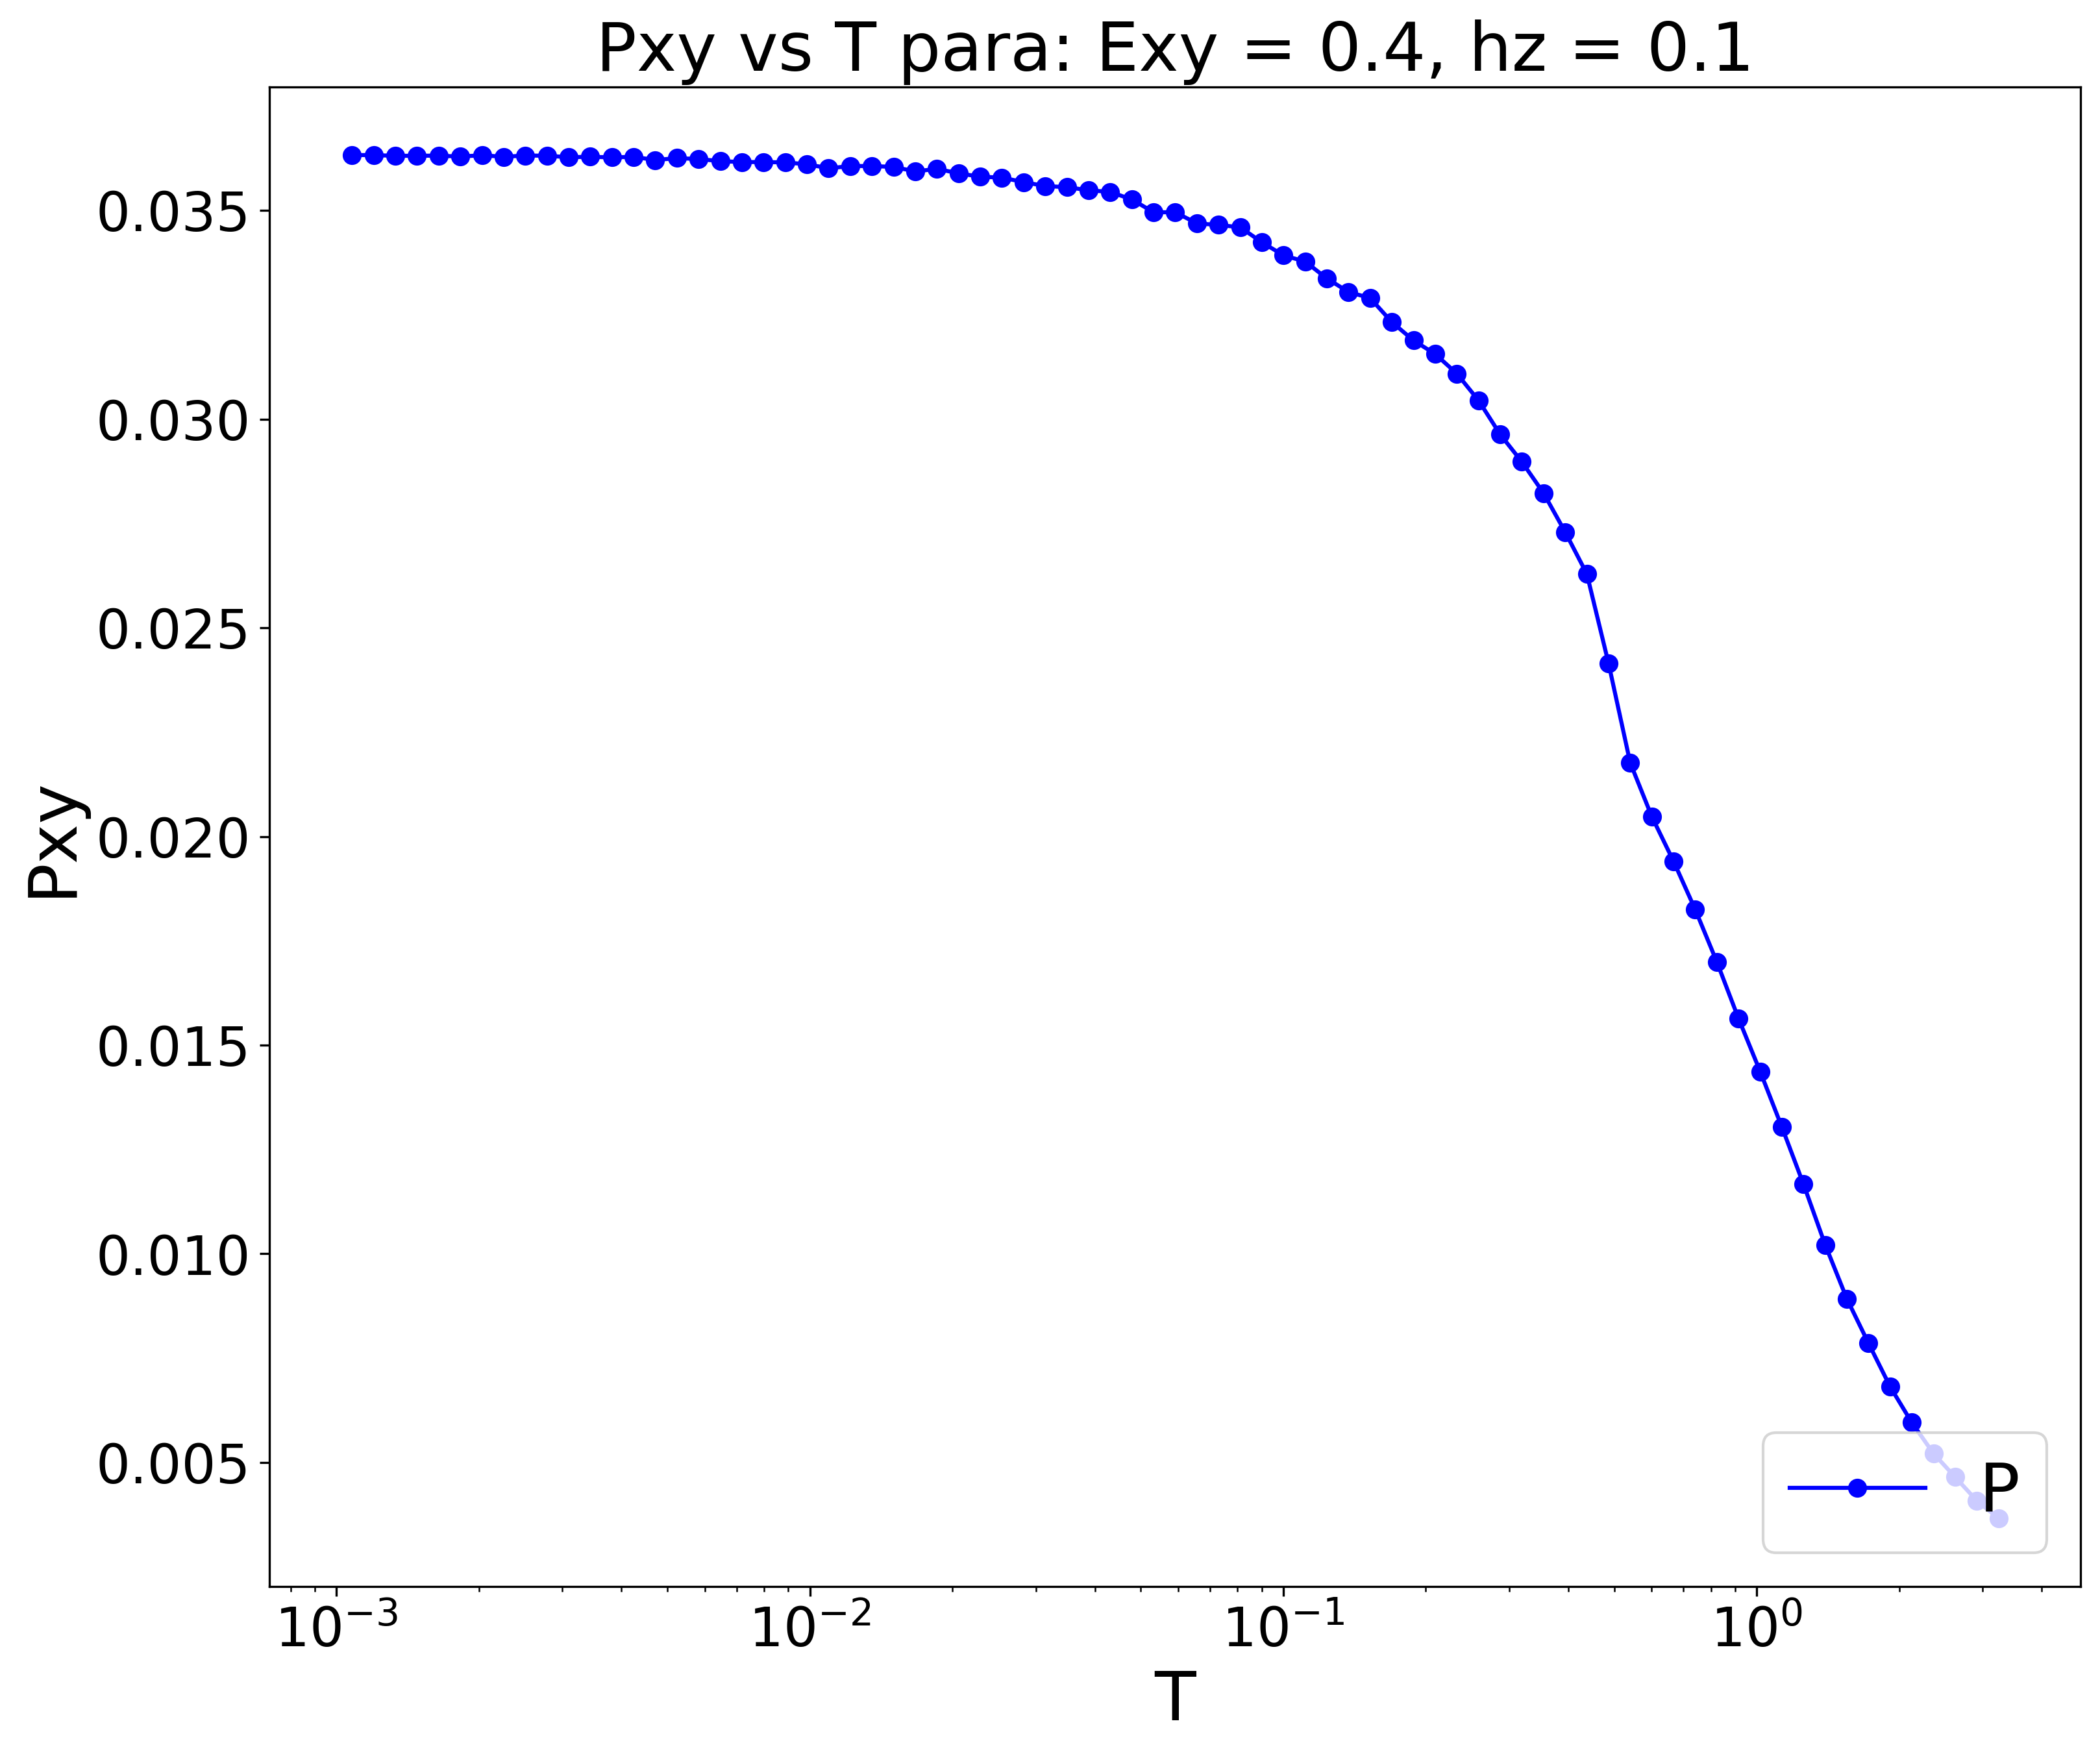 Pxy vs T para: Exy = 0.4, hz = 0.1
Pxy
0.035
0.030
0.025
0.020
0.015
0.010
0.005
P
10⁻³ 10⁻² 10⁻¹ 10⁰
T